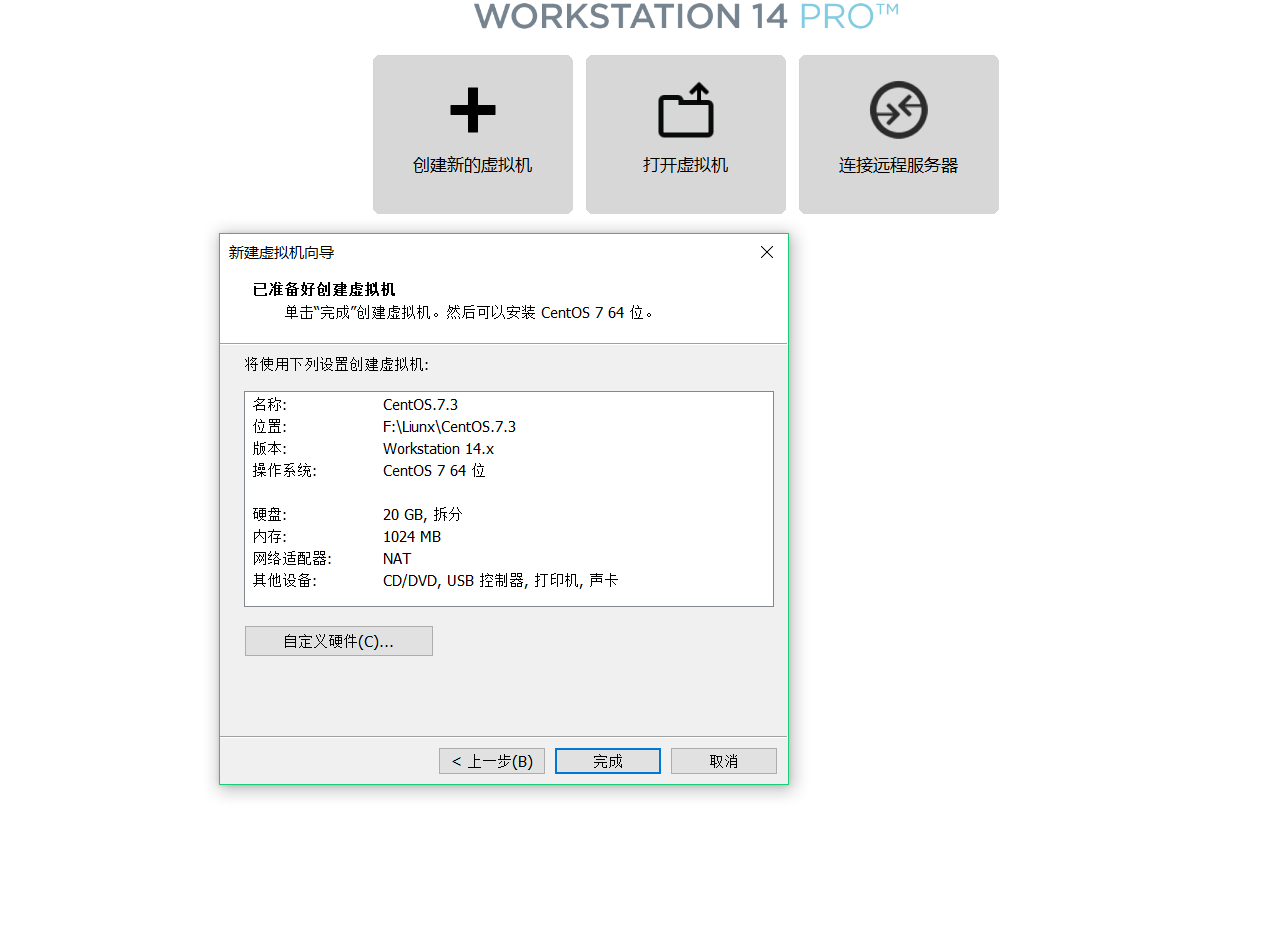 WORKSTATION 14 PRO™
创建新的虚拟机 打开虚拟机 连接远程服务器
新建虚拟机向导
已准备好创建虚拟机
单击“完成”创建虚拟机。然后可以安装 CentOS 7 64 位。
将使用下列设置创建虚拟机:
名称: CentOS.7.3
位置: F:\Liunx\CentOS.7.3
版本: Workstation 14.x
操作系统: CentOS 7 64 位
硬盘: 20 GB, 拆分
内存: 1024 MB
网络适配器: NAT
其他设备: CD/DVD, USB 控制器, 打印机, 声卡
自定义硬件(C)...
< 上一步(B) 完成 取消